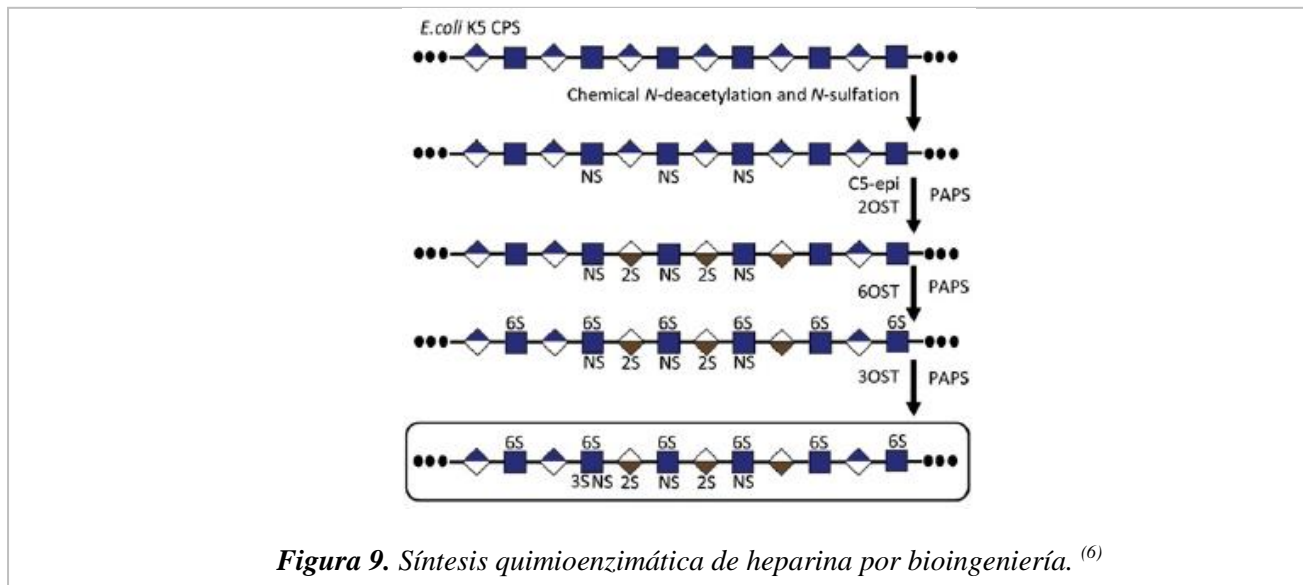 E.coli K5 CPS
Chemical N-deacetylation and N-sulfation
NS NS NS
C5-epi
2OST
PAPS
NS 2S NS 2S NS
6OST
PAPS
6S 6S 6S 6S 6S 6S
NS 2S NS 2S NS
3OST
PAPS
6S 6S 6S 6S 6S 6S
3S NS 2S NS 2S NS
Figura 9. Síntesis quimioenzimática de heparina por bioingeniería. (6)